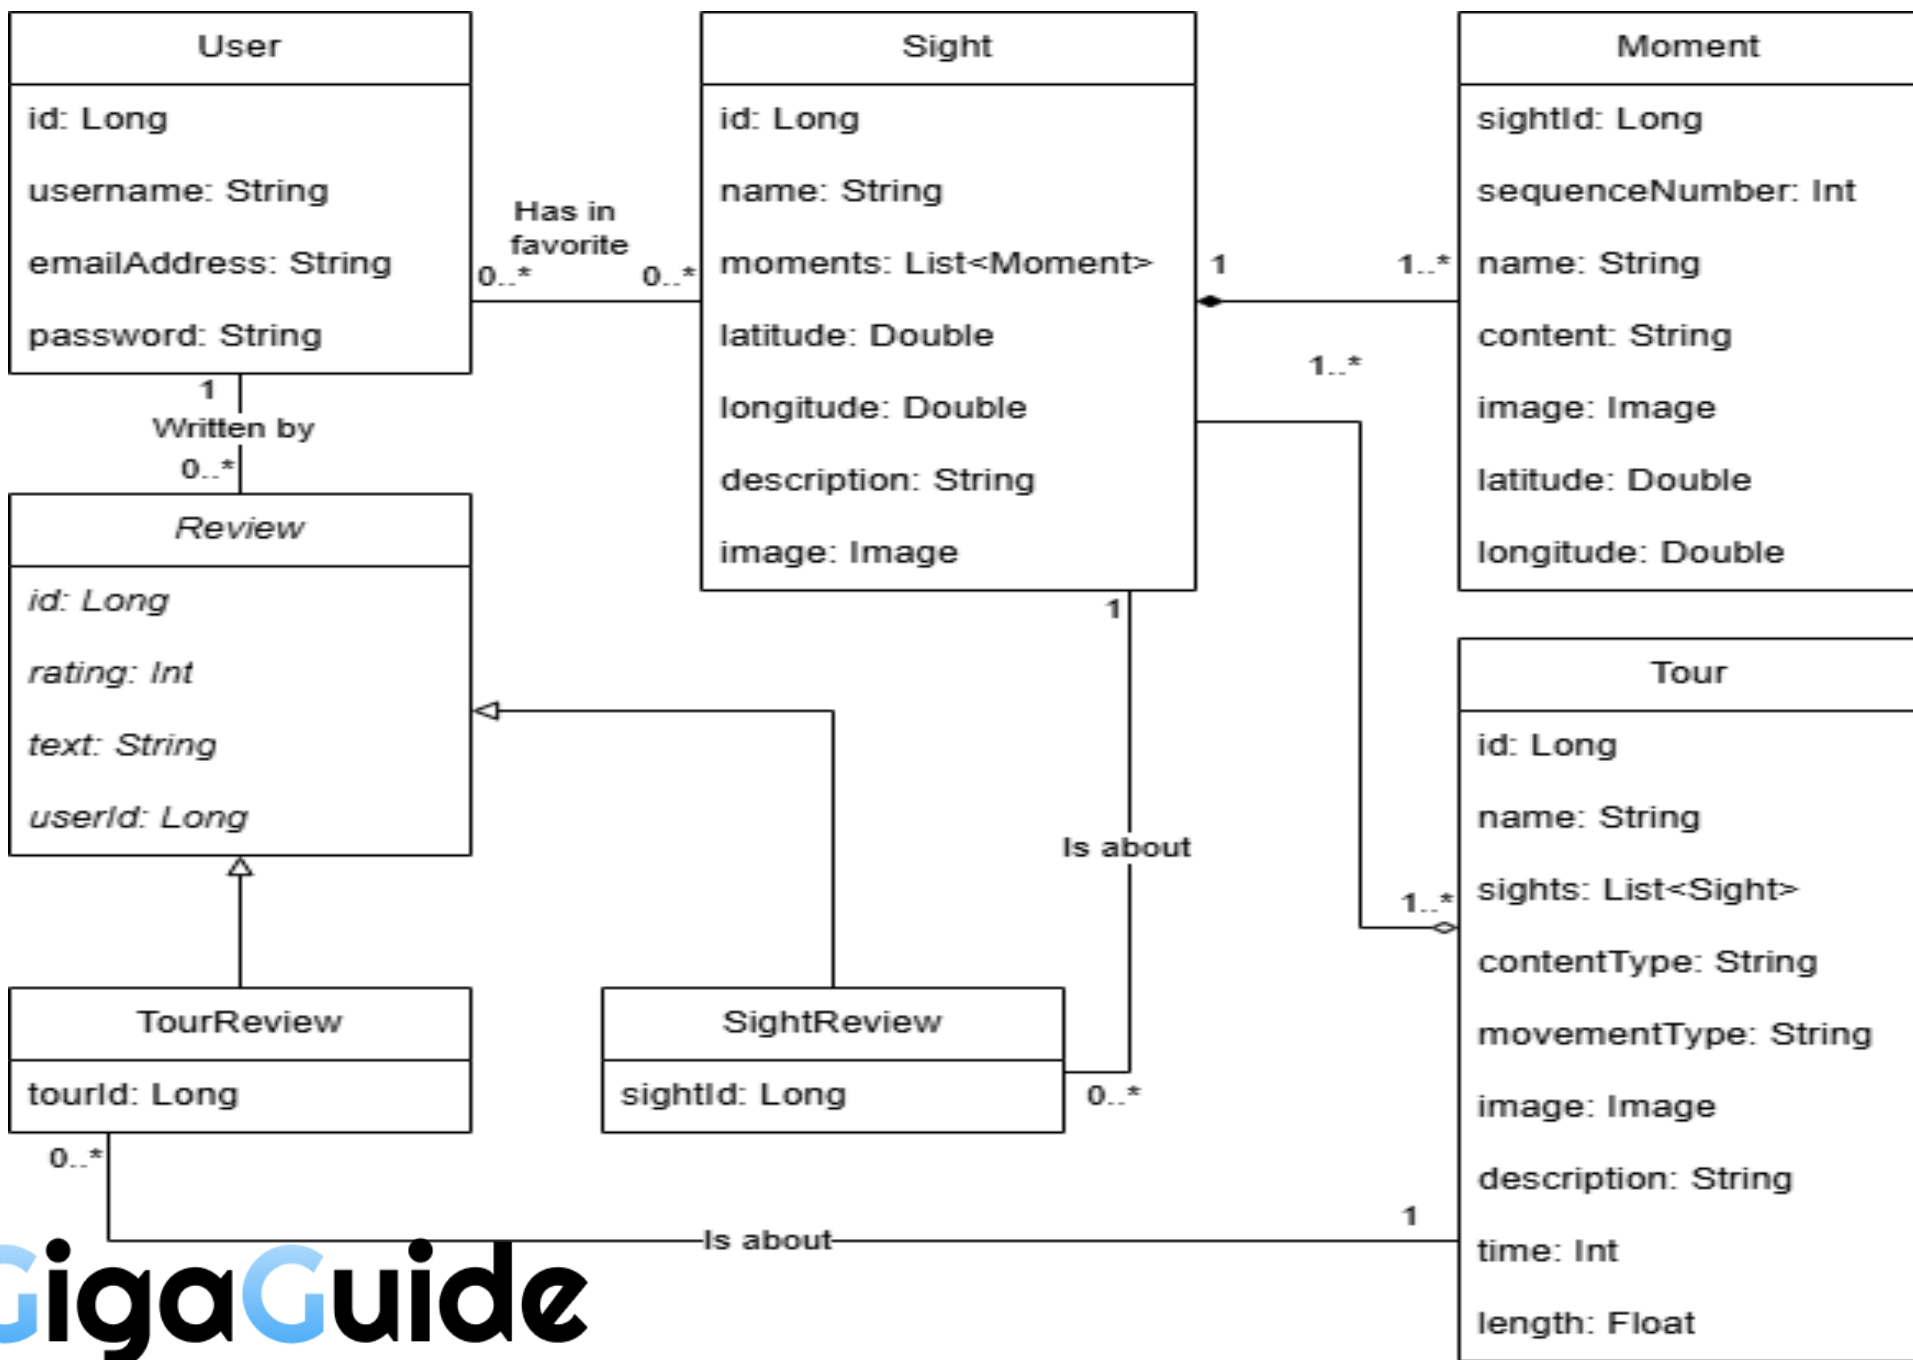 User
id: Long
username: String
emailAddress: String
password: String
Has in
favorite
0..*
0..*
Sight
id: Long
name: String
moments: List<Moment>
latitude: Double
longitude: Double
description: String
image: Image
1
1..*
Moment
sightId: Long
sequenceNumber: Int
name: String
content: String
image: Image
latitude: Double
longitude: Double
1
Written by
0..*
Review
id: Long
rating: Int
text: String
userId: Long
1..*
1
Is about
0..*
1..*
Tour
id: Long
name: String
sights: List<Sight>
contentType: String
movementType: String
image: Image
description: String
time: Int
length: Float
TourReview
tourId: Long
SightReview
sightId: Long
0..*
Is about
1
GigaGuide